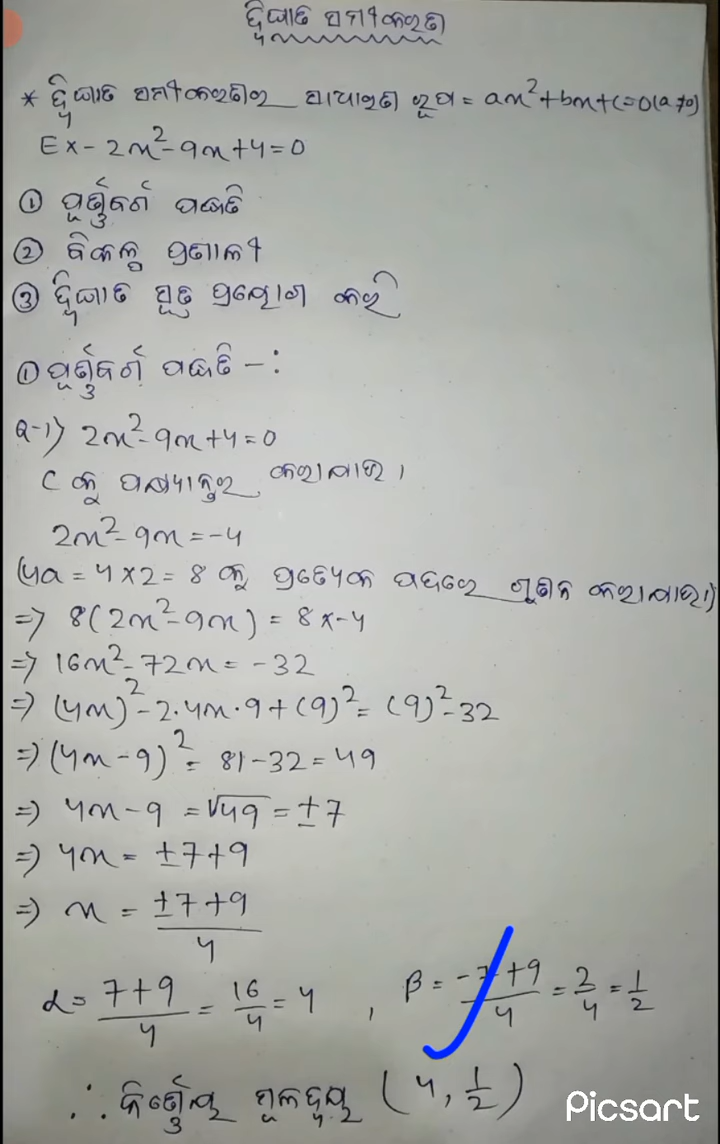 ଦ୍ୱିଘାତ ସମୀକରଣ
* ଦ୍ୱିଘାତ ସମୀକରଣର ସାଧାରଣ ରୂପ = ax²+bx+c=0(a≠0)
Ex- 2x²-9x+4=0
① ପୂର୍ଣ୍ଣବର୍ଗ ପଦ୍ଧତି
② ବିକଳ୍ପ ପ୍ରଣାଳୀ
③ ଦ୍ୱିଘାତ ସୂତ୍ର ପ୍ରୟୋଗ କରି
① ପୂର୍ଣ୍ଣବର୍ଗ ପଦ୍ଧତି -:
Q-1) 2x²-9x+4=0
C କୁ ପକ୍ଷାନ୍ତର କରାଯାଉ।
2x²-9x=-4
(4a=4×2=8 କୁ ପ୍ରତ୍ୟେକ ପଦରେ ଗୁଣନ କରାଯାଉ।)
=> 8(2x²-9x) = 8×-4
=> 16x²-72x= -32
=> (4x)²-2·4x·9+(9)²= (9)²-32
=> (4x-9)²= 81-32=49
=> 4x-9 =√49=±7
=> 4x= ±7+9
=> x = ±7+9/4
α= 7+9/4 = 16/4 = 4 , β= -7+9/4 = 2/4 = 1/2
∴ ନିର୍ଣ୍ଣେୟ ମୂଳଦ୍ୱୟ (4, 1/2)
Picsart